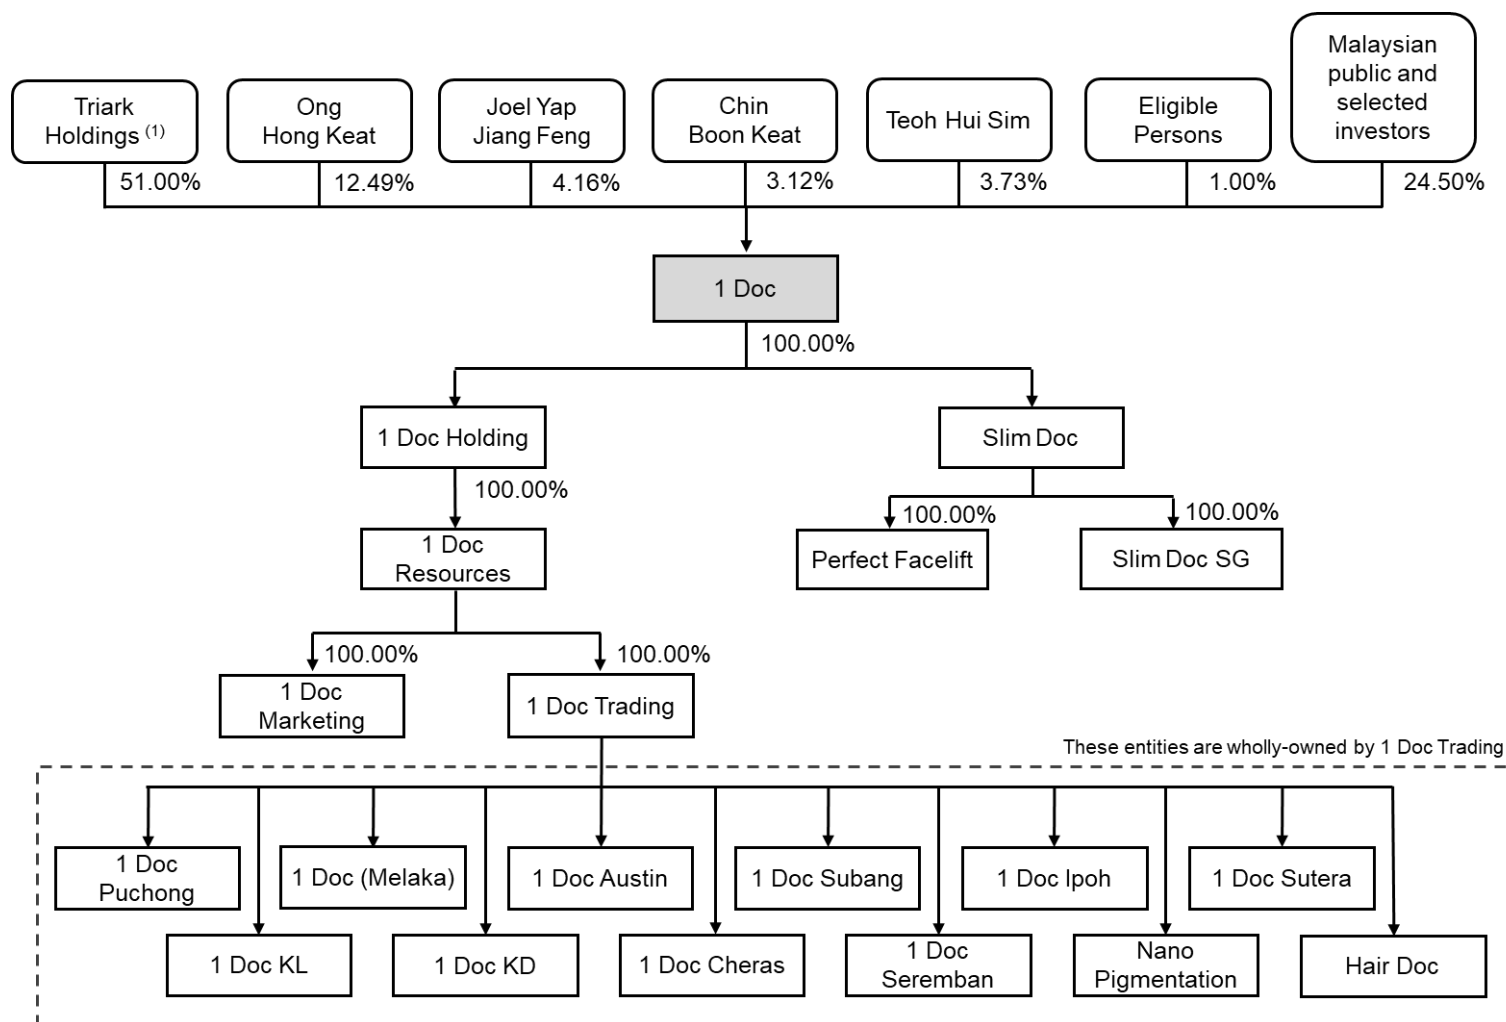 Malaysian
public and
selected
investors
Triark
Holdings (1)
Ong
Hong Keat
Joel Yap
Jiang Feng
Chin
Boon Keat
Teoh Hui Sim
Eligible
Persons
51.00%
12.49%
4.16%
3.12%
3.73%
1.00%
24.50%
1 Doc
100.00%
1 Doc Holding
Slim Doc
100.00%
100.00%
100.00%
1 Doc
Resources
Perfect Facelift
Slim Doc SG
100.00%
100.00%
1 Doc
Marketing
1 Doc Trading
These entities are wholly-owned by 1 Doc Trading
1 Doc
Puchong
1 Doc (Melaka)
1 Doc Austin
1 Doc Subang
1 Doc Ipoh
1 Doc Sutera
1 Doc KL
1 Doc KD
1 Doc Cheras
1 Doc
Seremban
Nano
Pigmentation
Hair Doc